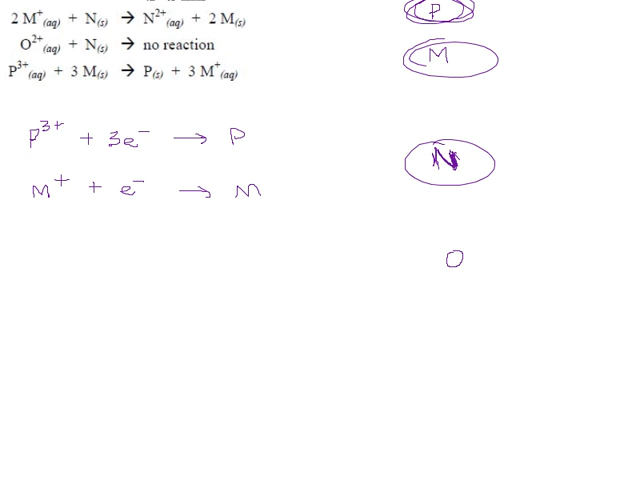 2 M⁺(aq) + N(s) → N²⁺(aq) + 2 M(s)
O²⁺(aq) + N(s) → no reaction
P³⁺(aq) + 3 M(s) → P(s) + 3 M⁺(aq)
P
M
P³⁺ + 3e⁻ → P
N
M⁺ + e⁻ → M
O